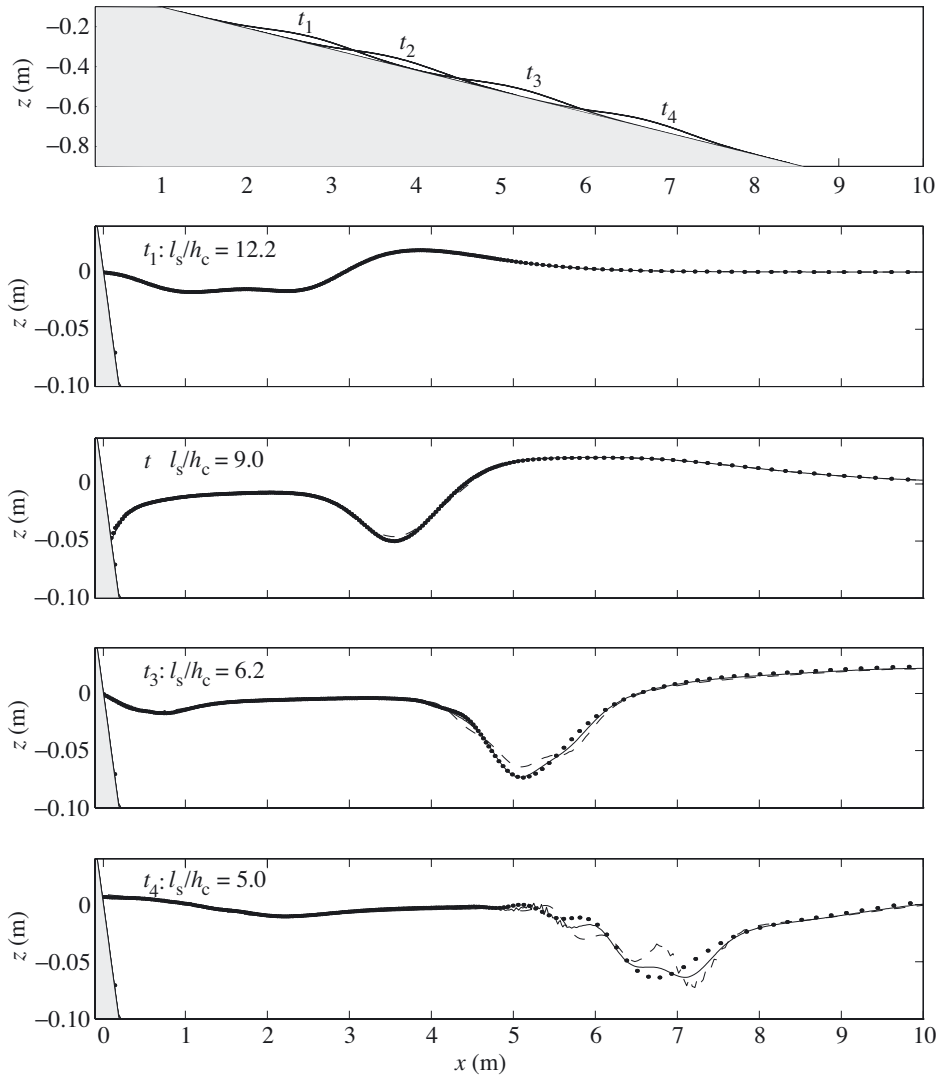 −0.2
−0.4
−0.6
−0.8
z (m)
t1
t2
t3
t4
1 2 3 4 5 6 7 8 9 10
t1: ls/hc = 12.2
0
−0.05
−0.10
z (m)
t ls/hc = 9.0
0
−0.05
−0.10
z (m)
t3: ls/hc = 6.2
0
−0.05
−0.10
z (m)
t4: ls/hc = 5.0
0
−0.05
−0.10
z (m)
0 1 2 3 4 5 6 7 8 9 10
x (m)